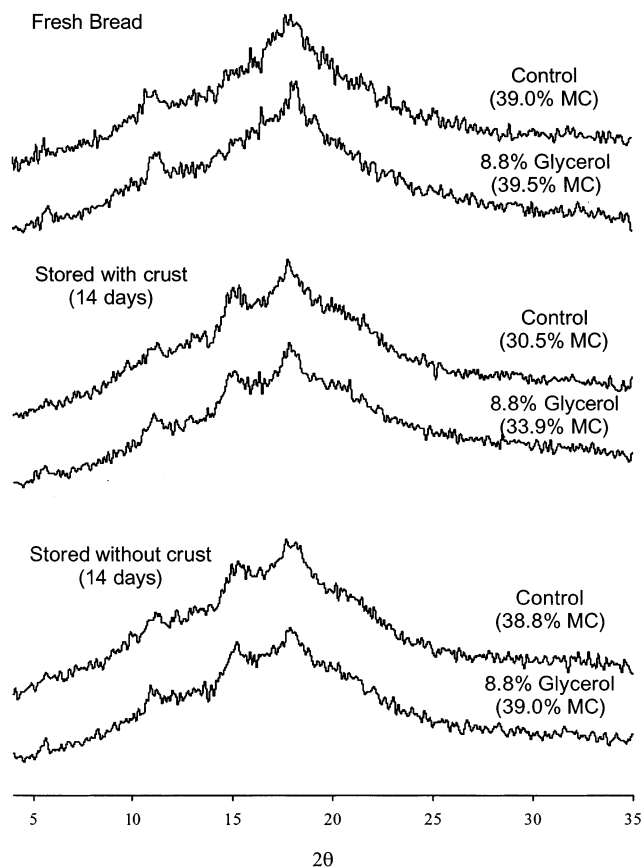 Fresh Bread
Control
(39.0% MC)
8.8% Glycerol
(39.5% MC)
Stored with crust
(14 days)
Control
(30.5% MC)
8.8% Glycerol
(33.9% MC)
Stored without crust
(14 days)
Control
(38.8% MC)
8.8% Glycerol
(39.0% MC)
5 10 15 20 25 30 35
2θ